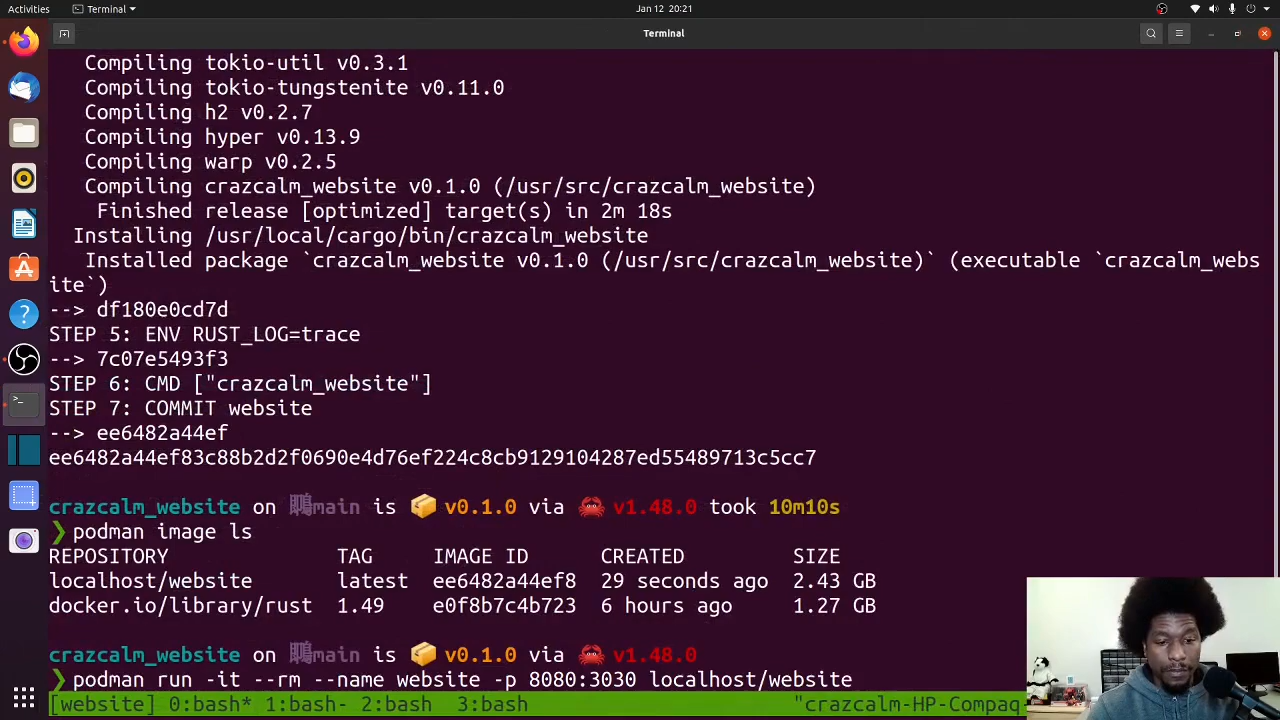 Activities
Terminal
Jan 12 20:21
Terminal
Compiling tokio-util v0.3.1
Compiling tokio-tungstenite v0.11.0
Compiling h2 v0.2.7
Compiling hyper v0.13.9
Compiling warp v0.2.5
Compiling crazcalm_website v0.1.0 (/usr/src/crazcalm_website)
Finished release [optimized] target(s) in 2m 18s
Installing /usr/local/cargo/bin/crazcalm_website
Installed package `crazcalm_website v0.1.0 (/usr/src/crazcalm_website)` (executable `crazcalm_webs
ite`)
--> df180e0cd7d
STEP 5: ENV RUST_LOG=trace
--> 7c07e5493f3
STEP 6: CMD ["crazcalm_website"]
STEP 7: COMMIT website
--> ee6482a44ef
ee6482a44ef83c88b2d2f0690e4d76ef224c8cb9129104287ed55489713c5cc7
crazcalm_website on main is 📦 v0.1.0 via 🦀 v1.48.0 took 10m10s
❯ podman image ls
REPOSITORY TAG IMAGE ID CREATED SIZE
localhost/website latest ee6482a44ef8 29 seconds ago 2.43 GB
docker.io/library/rust 1.49 e0f8b7c4b723 6 hours ago 1.27 GB
crazcalm_website on main is 📦 v0.1.0 via 🦀 v1.48.0
❯ podman run -it --rm --name website -p 8080:3030 localhost/website
[website] 0:bash* 1:bash- 2:bash 3:bash "crazcalm-HP-Compaq-